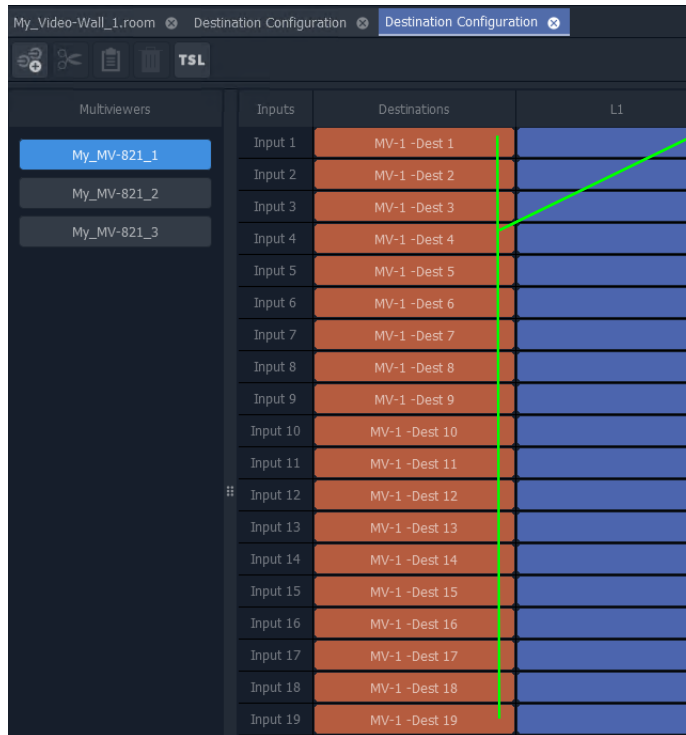 My_Video-Wall_1.room Destination Configuration Destination Configuration
TSL
Multiviewers Inputs Destinations L1
My_MV-821_1
My_MV-821_2
My_MV-821_3
Input 1 MV-1 -Dest 1
Input 2 MV-1 -Dest 2
Input 3 MV-1 -Dest 3
Input 4 MV-1 -Dest 4
Input 5 MV-1 -Dest 5
Input 6 MV-1 -Dest 6
Input 7 MV-1 -Dest 7
Input 8 MV-1 -Dest 8
Input 9 MV-1 -Dest 9
Input 10 MV-1 -Dest 10
Input 11 MV-1 -Dest 11
Input 12 MV-1 -Dest 12
Input 13 MV-1 -Dest 13
Input 14 MV-1 -Dest 14
Input 15 MV-1 -Dest 15
Input 16 MV-1 -Dest 16
Input 17 MV-1 -Dest 17
Input 18 MV-1 -Dest 18
Input 19 MV-1 -Dest 19